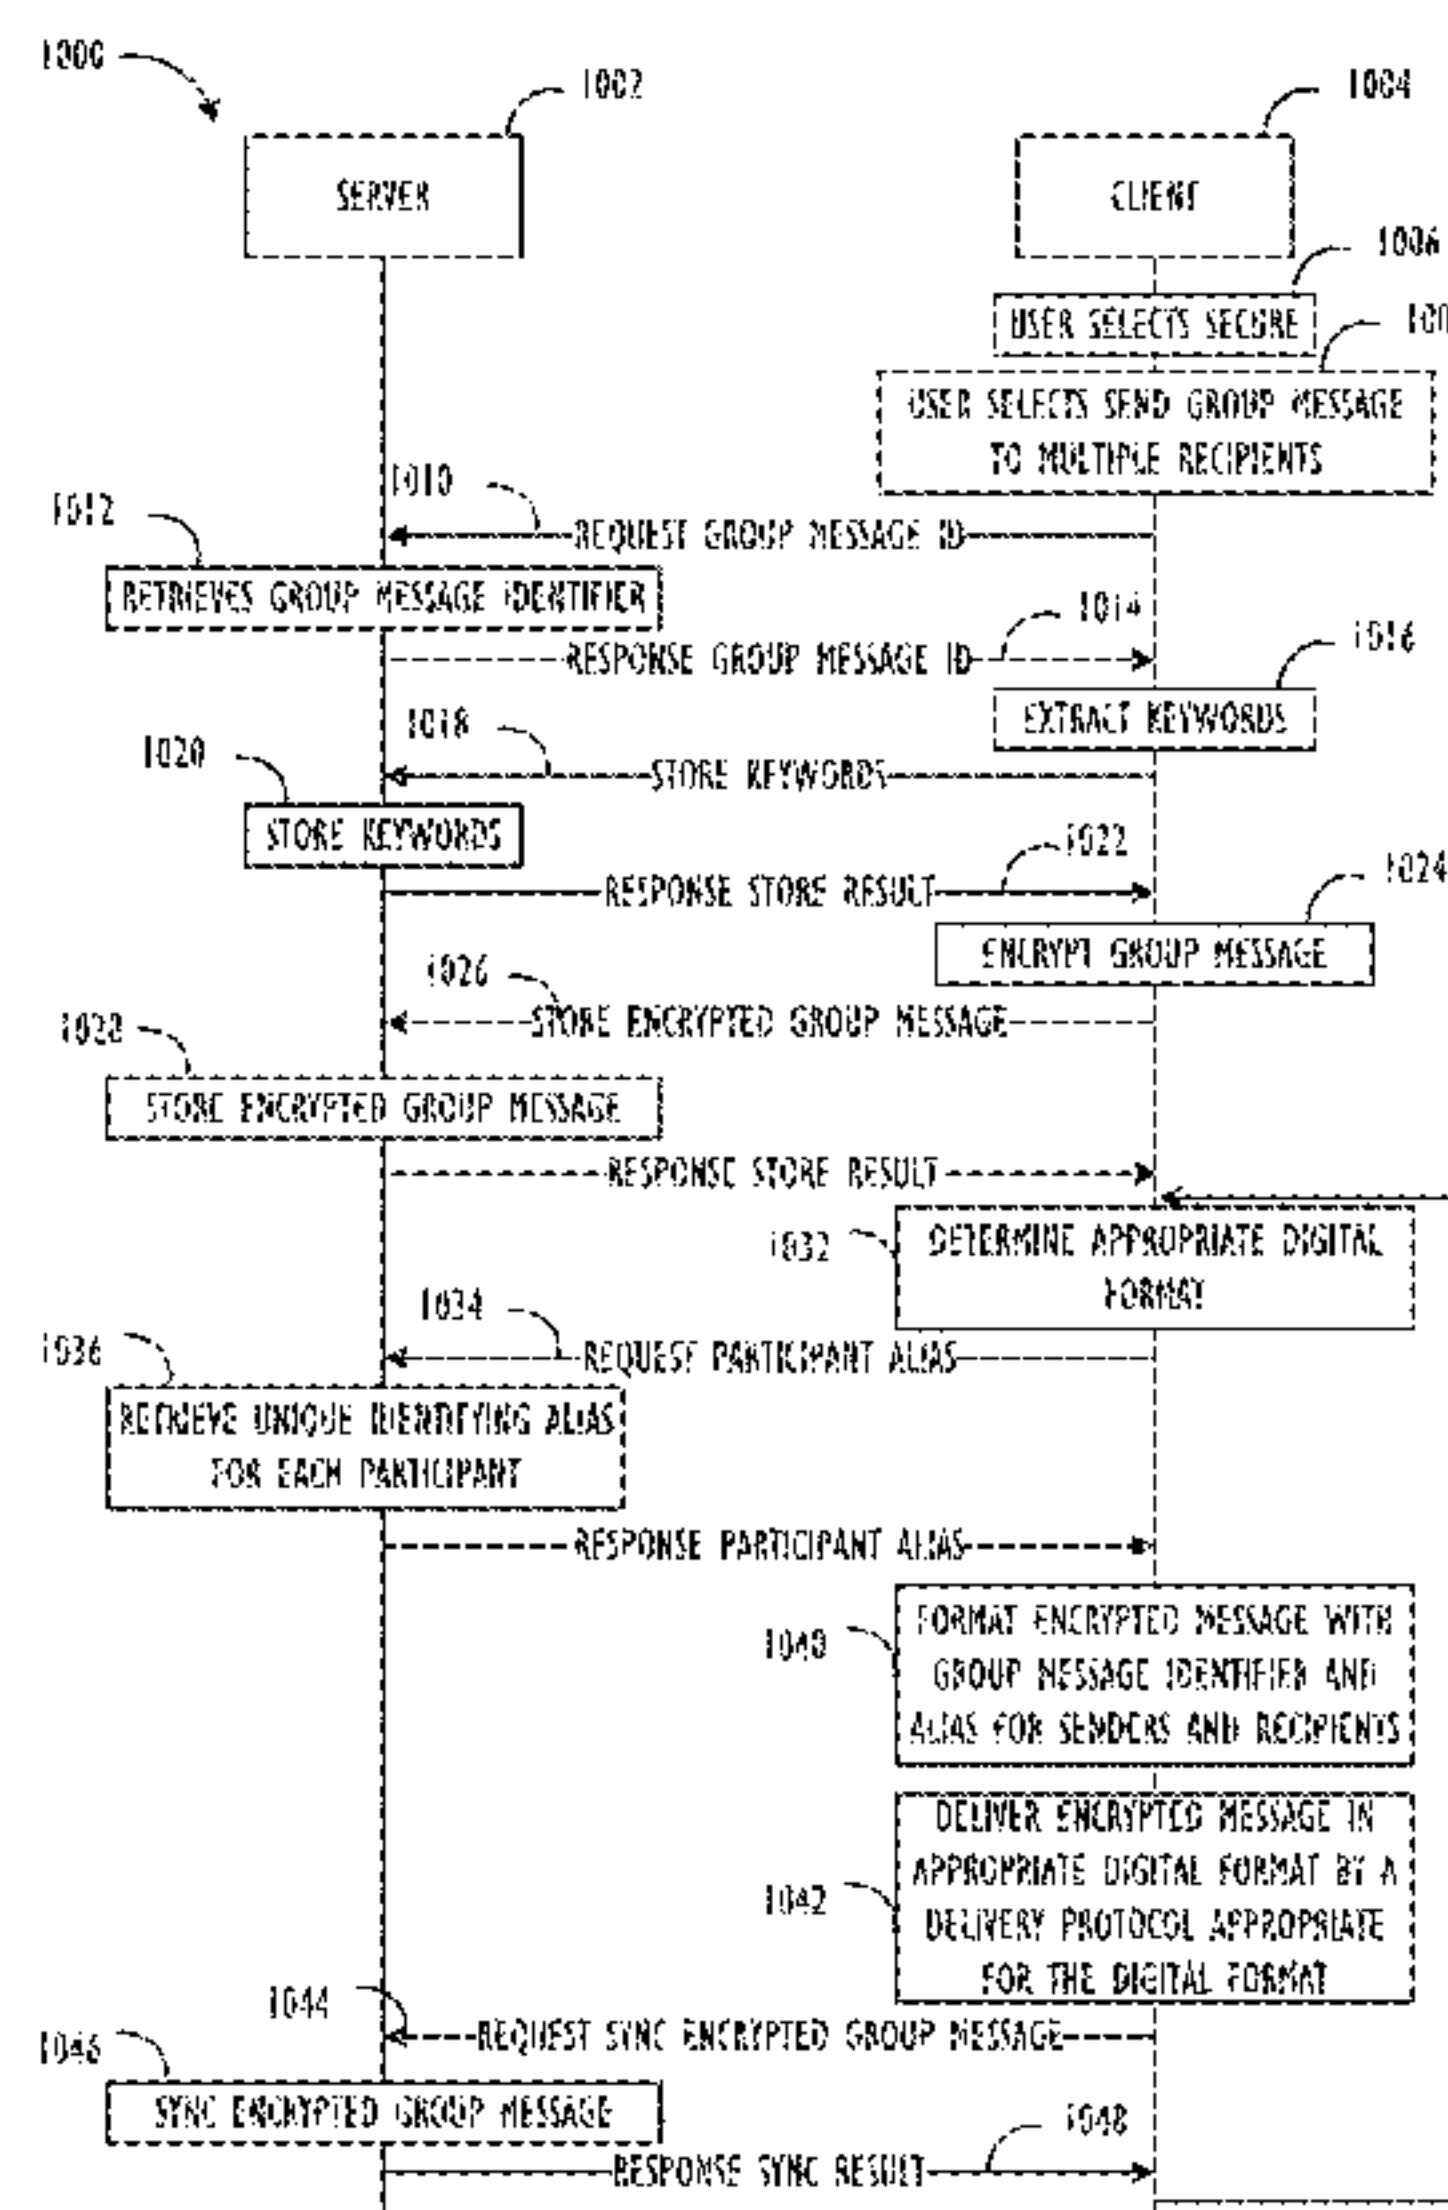 1000
1002
1004
SERVER
CLIENT
1006
USER SELECTS SECURE
100
USER SELECTS SEND GROUP MESSAGE
TO MULTIPLE RECIPIENTS
1010
1012
REQUEST GROUP MESSAGE ID
RETRIEVES GROUP MESSAGE IDENTIFIER
1014
RESPONSE GROUP MESSAGE ID
1016
EXTRACT KEYWORDS
1018
1020
STORE KEYWORDS
STORE KEYWORDS
1022
RESPONSE STORE RESULT
1024
ENCRYPT GROUP MESSAGE
1026
STORE ENCRYPTED GROUP MESSAGE
1028
STORE ENCRYPTED GROUP MESSAGE
RESPONSE STORE RESULT
1032
DETERMINE APPROPRIATE DIGITAL
FORMAT
1034
1036
REQUEST PARTICIPANT ALIAS
RETRIEVE UNIQUE IDENTIFYING ALIAS
FOR EACH PARTICIPANT
RESPONSE PARTICIPANT ALIAS
1040
FORMAT ENCRYPTED MESSAGE WITH
GROUP MESSAGE IDENTIFIER AND
ALIAS FOR SENDERS AND RECIPIENTS
1042
DELIVER ENCRYPTED MESSAGE IN
APPROPRIATE DIGITAL FORMAT BY A
DELIVERY PROTOCOL APPROPRIATE
FOR THE DIGITAL FORMAT
1044
1046
REQUEST SYNC ENCRYPTED GROUP MESSAGE
SYNC ENCRYPTED GROUP MESSAGE
1048
RESPONSE SYNC RESULT